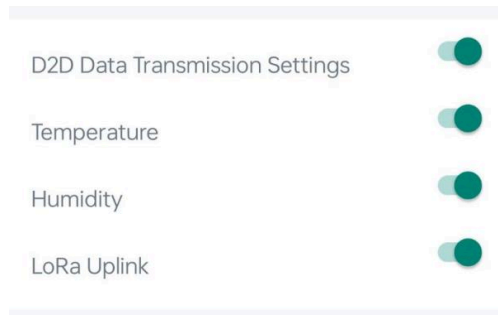 D2D Data Transmission Settings
Temperature
Humidity
LoRa Uplink